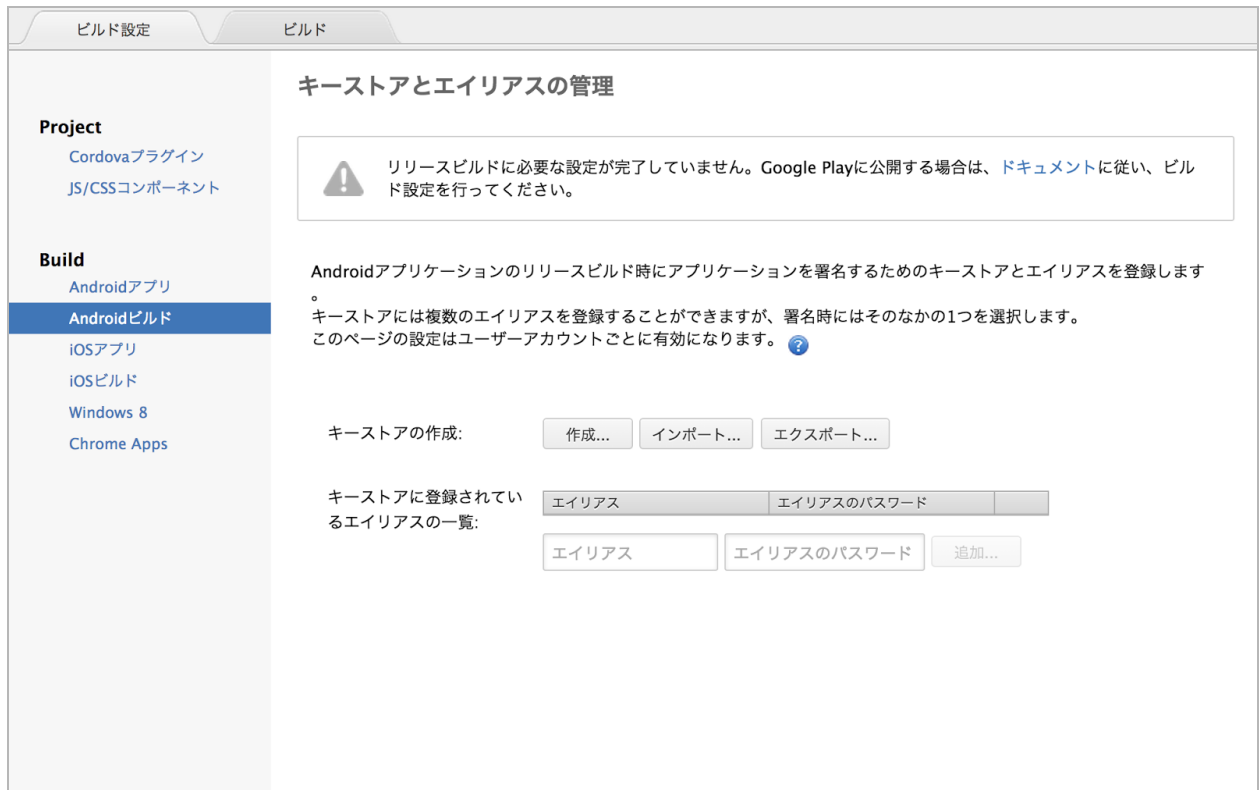 ビルド設定
ビルド
キーストアとエイリアスの管理
Project
Cordovaプラグイン
JS/CSSコンポーネント
リリースビルドに必要な設定が完了していません。Google Playに公開する場合は、ドキュメントに従い、ビル
ド設定を行ってください。
Build
Androidアプリ
Androidビルド
iOSアプリ
iOSビルド
Windows 8
Chrome Apps
Androidアプリケーションのリリースビルド時にアプリケーションを署名するためのキーストアとエイリアスを登録します
。
キーストアには複数のエイリアスを登録することができますが、署名時にはそのなかの1つを選択します。
このページの設定はユーザーアカウントごとに有効になります。 ?
キーストアの作成: 作成... インポート... エクスポート...
キーストアに登録されてい
るエイリアスの一覧:
エイリアス エイリアスのパスワード
エイリアス エイリアスのパスワード 追加...